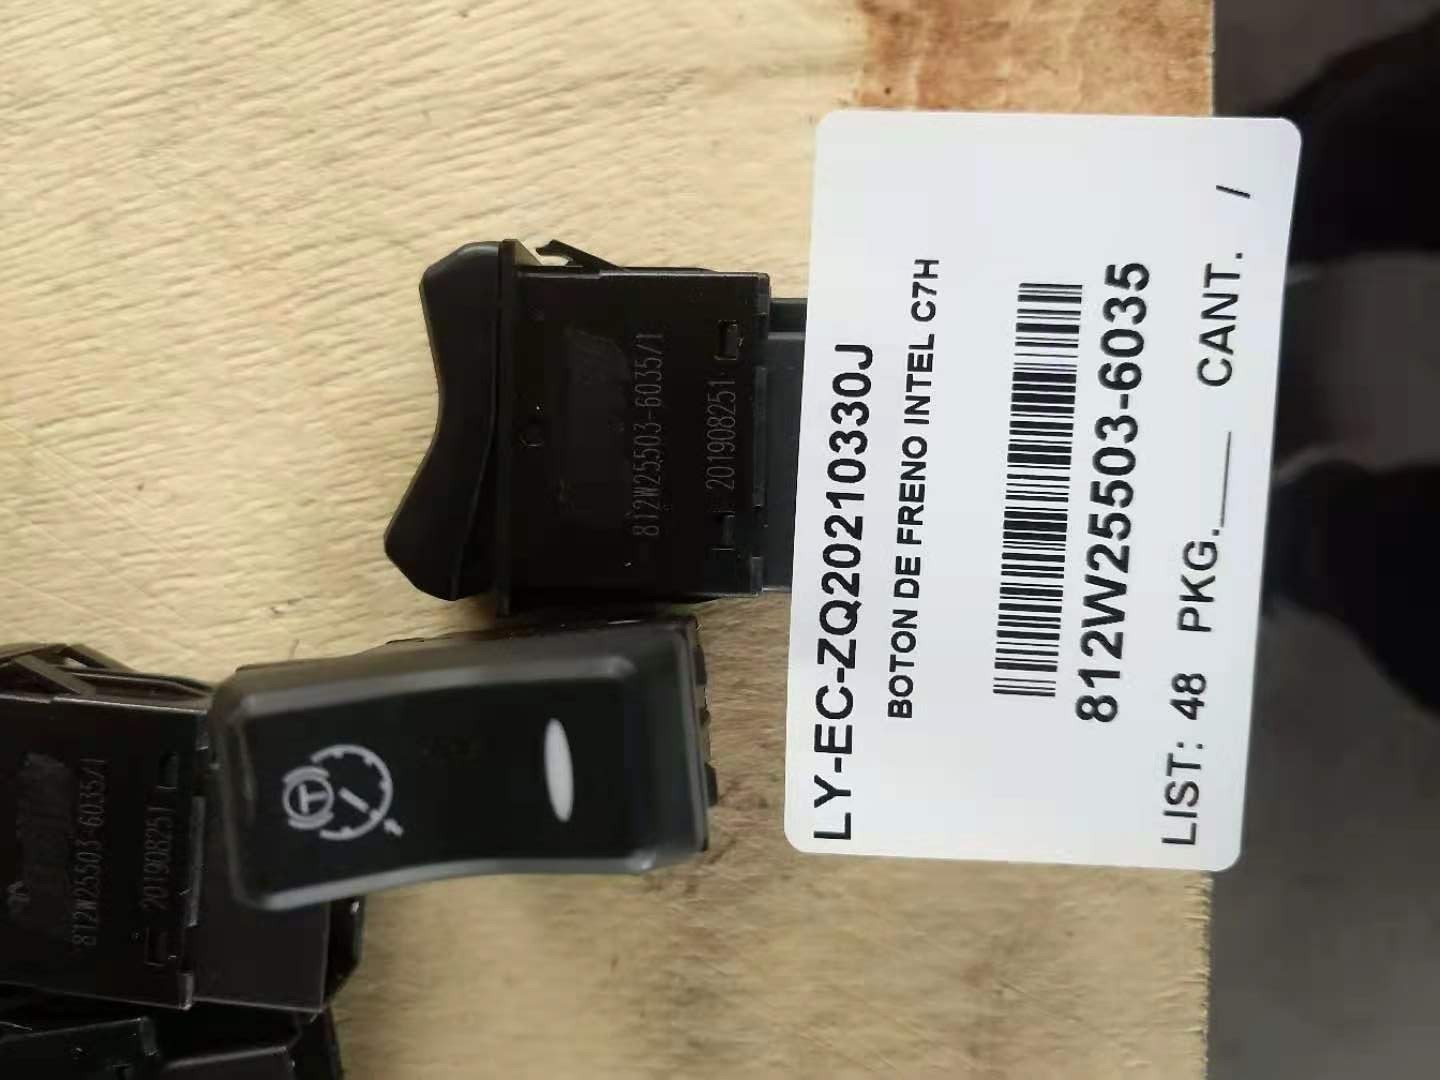 LY-EC-ZQ20210330J
BOTON DE FRENO INTEL C7H
812W25503-6035
LIST: 48 PKG.___ CANT. /
812W25503-6035/1
201908251
812W25503-6035/1
201908251